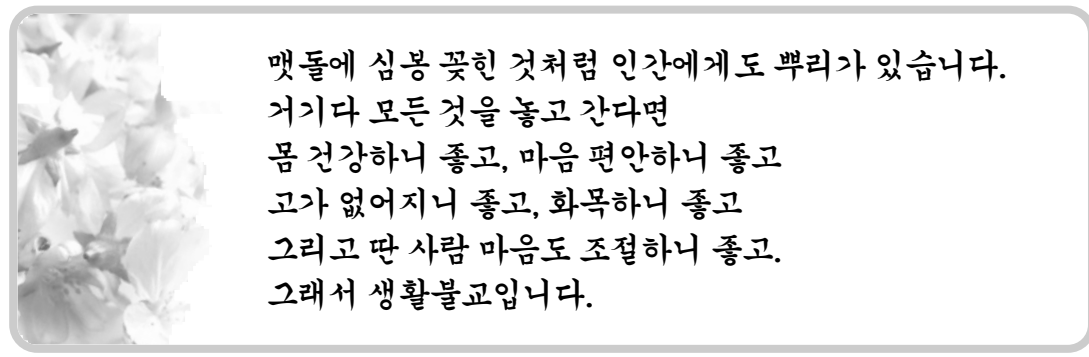 맷돌에 심봉 꽂힌 것처럼 인간에게도 뿌리가 있습니다.
거기다 모든 것을 놓고 간다면
몸 건강하니 좋고, 마음 편안하니 좋고
고가 없어지니 좋고, 화목하니 좋고
그리고 딴 사람 마음도 조절하니 좋고.
그래서 생활불교입니다.